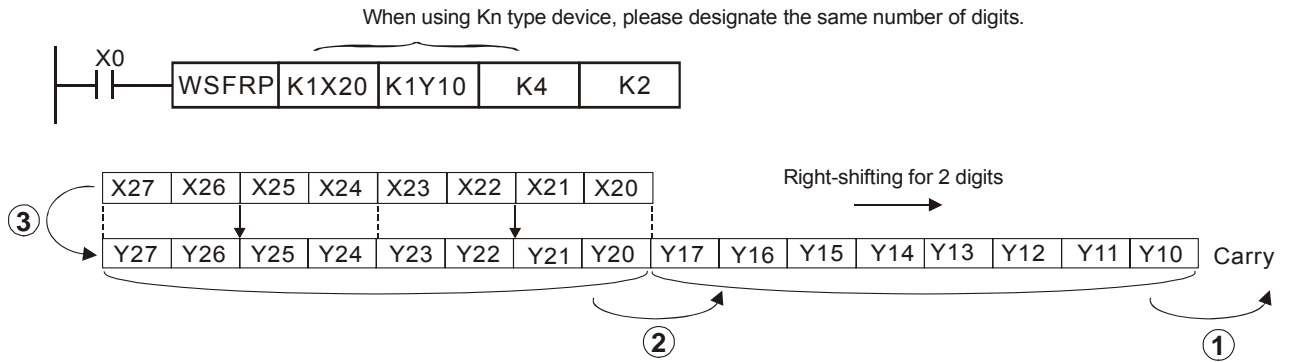 When using Kn type device, please designate the same number of digits.
X0
WSFRP K1X20 K1Y10 K4 K2
X27 X26 X25 X24 X23 X22 X21 X20
Right-shifting for 2 digits
3
Y27 Y26 Y25 Y24 Y23 Y22 Y21 Y20 Y17 Y16 Y15 Y14 Y13 Y12 Y11 Y10 Carry
2 1